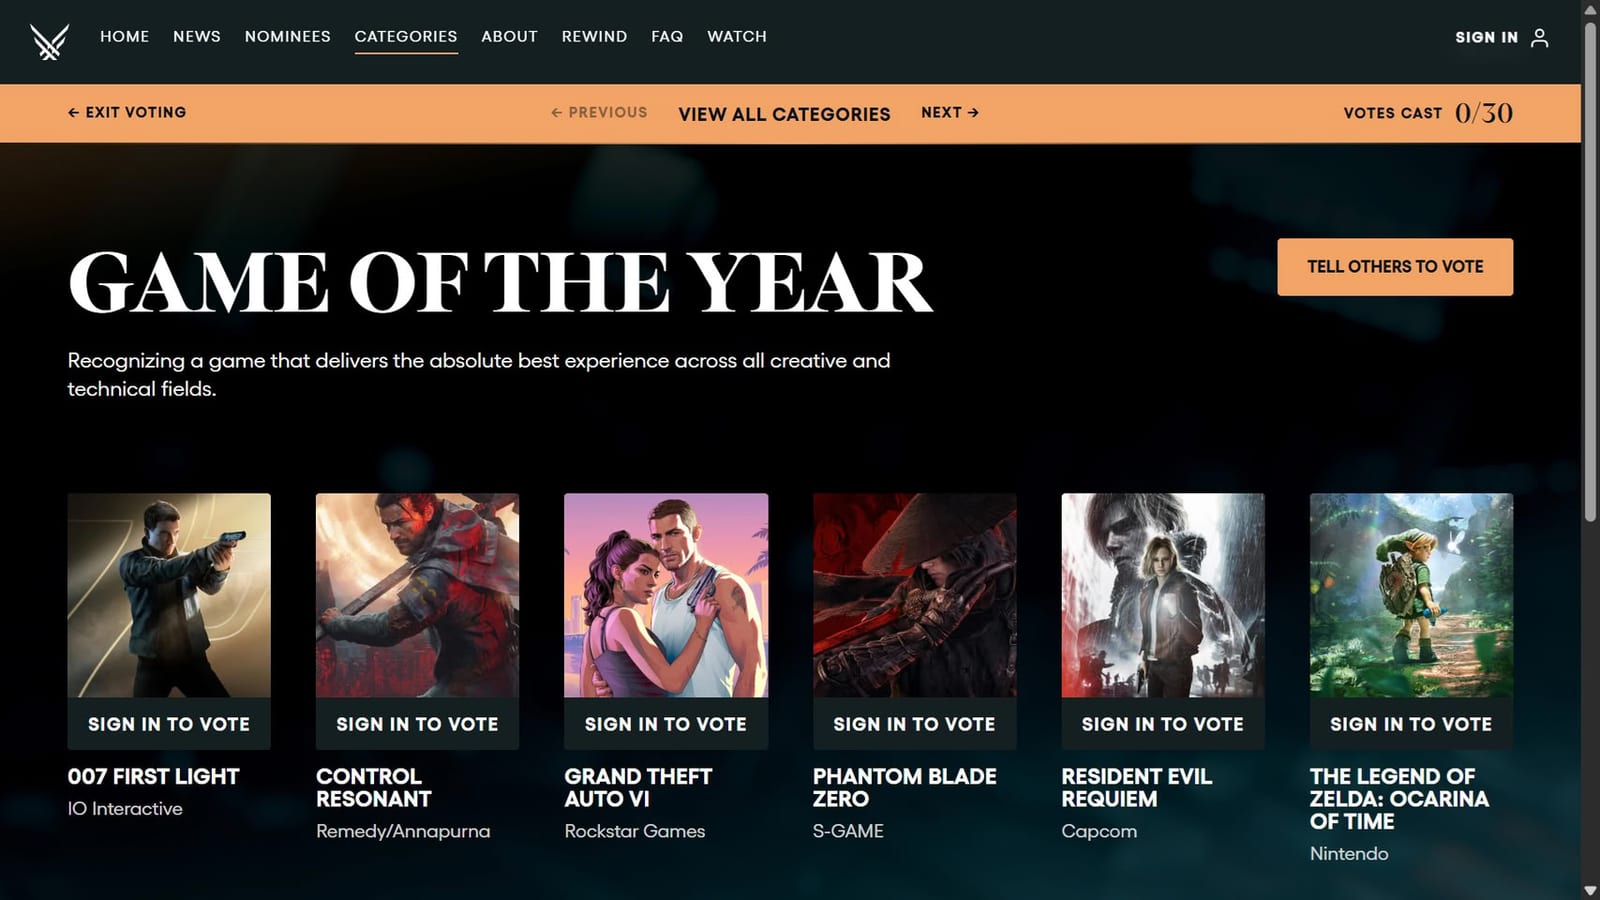 HOME NEWS NOMINEES CATEGORIES ABOUT REWIND FAQ WATCH SIGN IN
← EXIT VOTING ← PREVIOUS VIEW ALL CATEGORIES NEXT → VOTES CAST 0/30
GAME OF THE YEAR
TELL OTHERS TO VOTE
Recognizing a game that delivers the absolute best experience across all creative and
technical fields.
SIGN IN TO VOTE
007 FIRST LIGHT
IO Interactive
SIGN IN TO VOTE
CONTROL
RESONANT
Remedy/Annapurna
SIGN IN TO VOTE
GRAND THEFT
AUTO VI
Rockstar Games
SIGN IN TO VOTE
PHANTOM BLADE
ZERO
S-GAME
SIGN IN TO VOTE
RESIDENT EVIL
REQUIEM
Capcom
SIGN IN TO VOTE
THE LEGEND OF
ZELDA: OCARINA
OF TIME
Nintendo